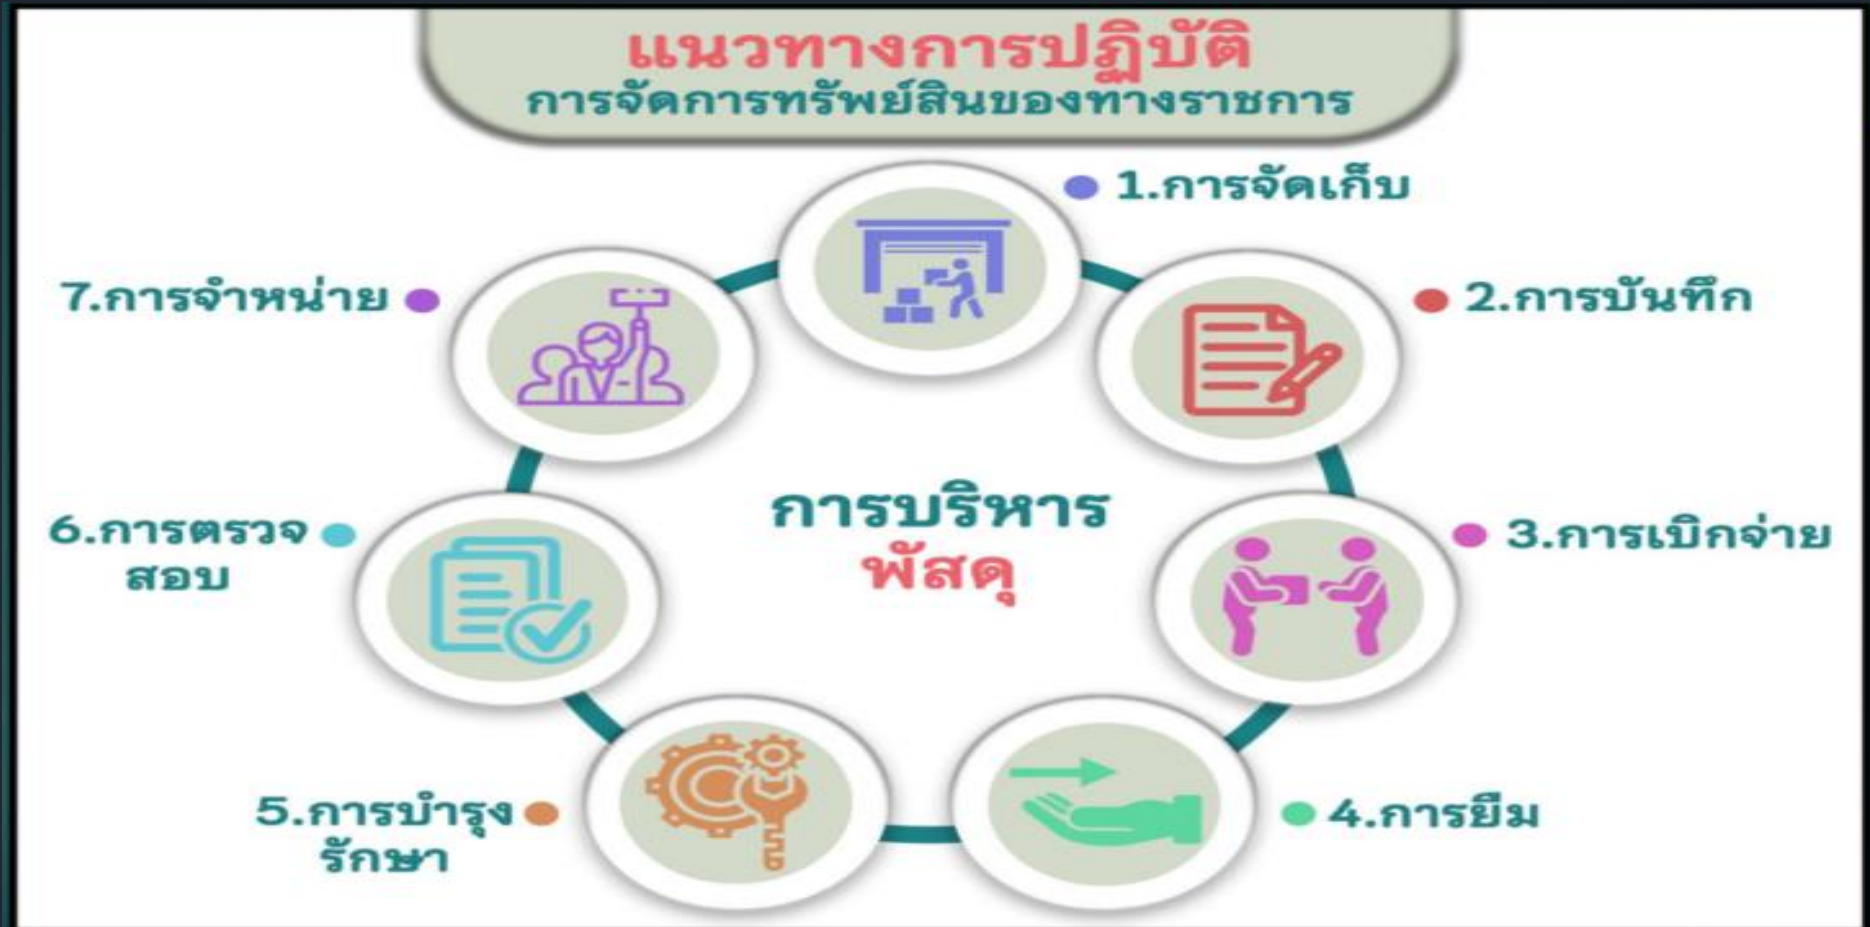 แนวทางการปฏิบัติ
การจัดการทรัพย์สินของทางราชการ
1.การจัดเก็บ
2.การบันทึก
3.การเบิกจ่าย
4.การยืม
5.การบำรุง
รักษา
6.การตรวจ
สอบ
7.การจำหน่าย
การบริหาร
พัสดุ